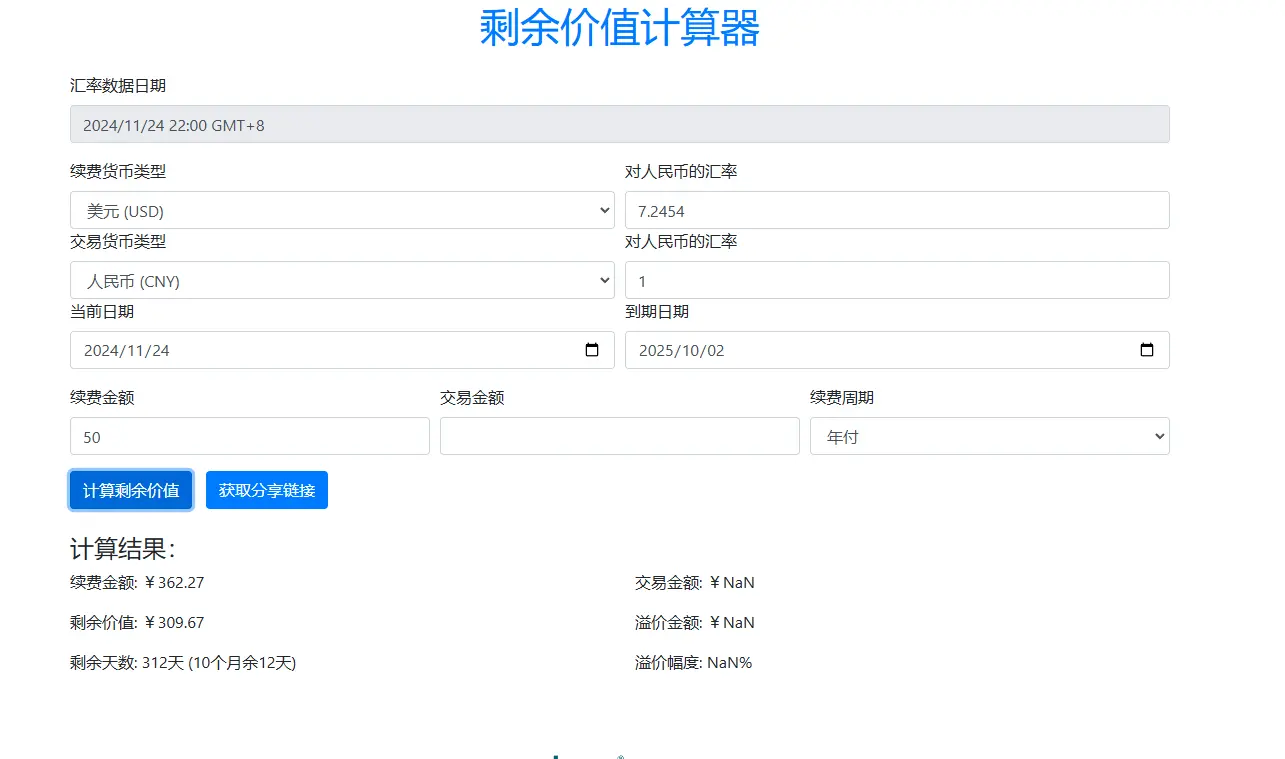 剩余价值计算器
汇率数据日期
2024/11/24 22:00 GMT+8
续费货币类型 对人民币的汇率
美元 (USD) 7.2454
交易货币类型 对人民币的汇率
人民币 (CNY) 1
当前日期 到期日期
2024/11/24 2025/10/02
续费金额 交易金额 续费周期
50 年付
计算剩余价值 获取分享链接
计算结果：
续费金额: ￥362.27 交易金额: ￥NaN
剩余价值: ￥309.67 溢价金额: ￥NaN
剩余天数: 312天 (10个月余12天) 溢价幅度: NaN%